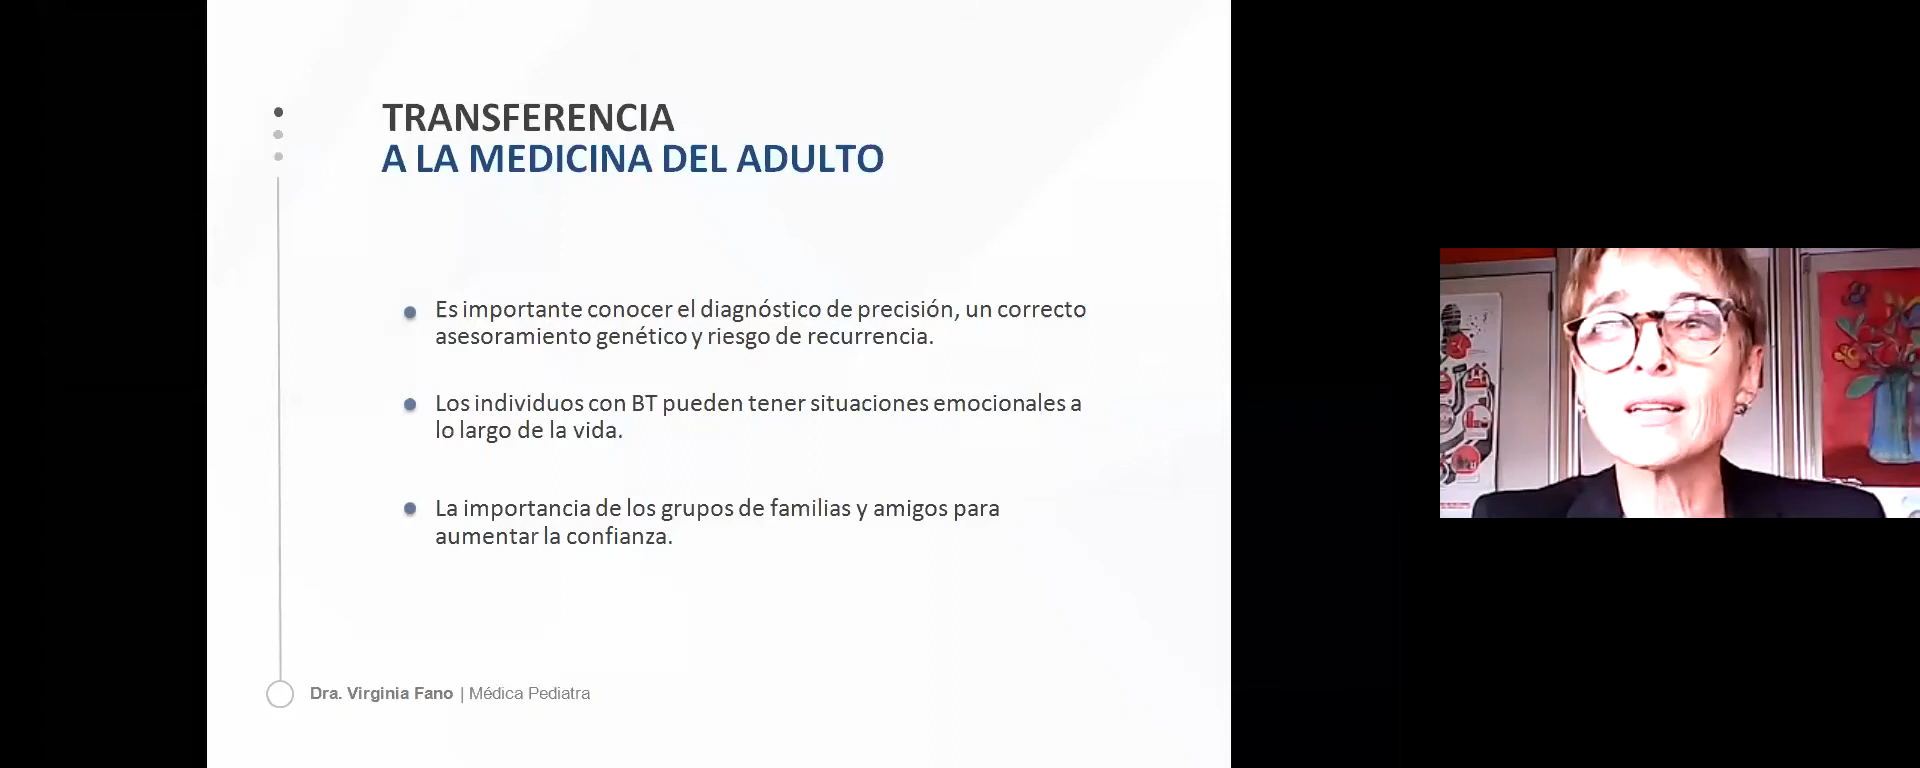 TRANSFERENCIA
A LA MEDICINA DEL ADULTO
Es importante conocer el diagnóstico de precisión, un correcto
asesoramiento genético y riesgo de recurrencia.
Los individuos con BT pueden tener situaciones emocionales a
lo largo de la vida.
La importancia de los grupos de familias y amigos para
aumentar la confianza.
Dra. Virginia Fano | Médica Pediatra